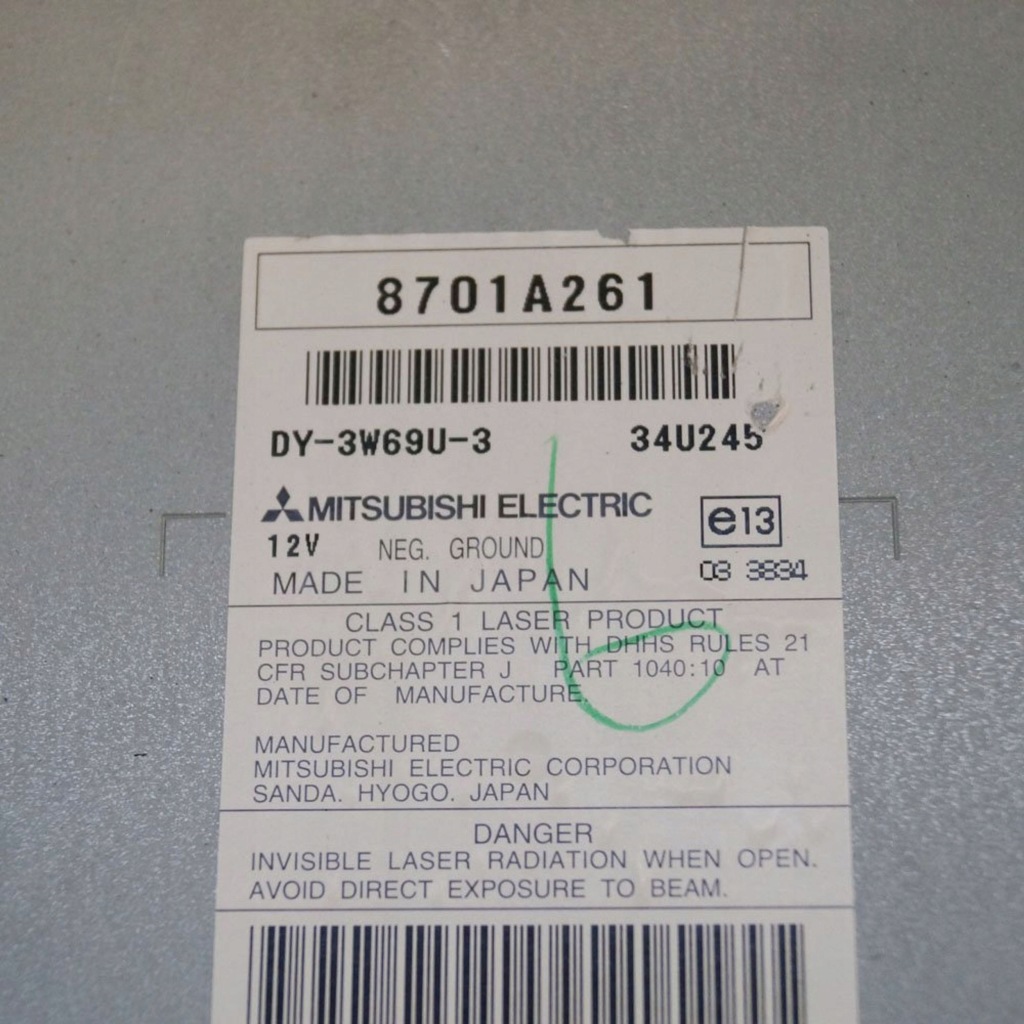 8701A261
DY-3W69U-3 34U245
MITSUBISHI ELECTRIC
e13
12V NEG. GROUND
03 3834
MADE IN JAPAN
CLASS 1 LASER PRODUCT
PRODUCT COMPLIES WITH DHHS RULES 21
CFR SUBCHAPTER J PART 1040:10 AT
DATE OF MANUFACTURE.
MANUFACTURED
MITSUBISHI ELECTRIC CORPORATION
SANDA. HYOGO. JAPAN
DANGER
INVISIBLE LASER RADIATION WHEN OPEN.
AVOID DIRECT EXPOSURE TO BEAM.